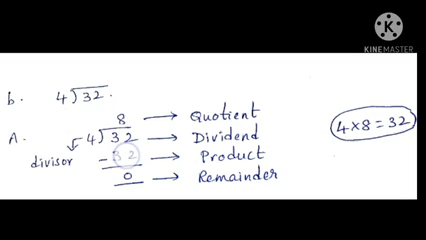 KINEMASTER
b. 4)32.
8 → Quotient
A. 4)32 → Dividend
divisor - 32 → Product
0 → Remainder
4×8=32